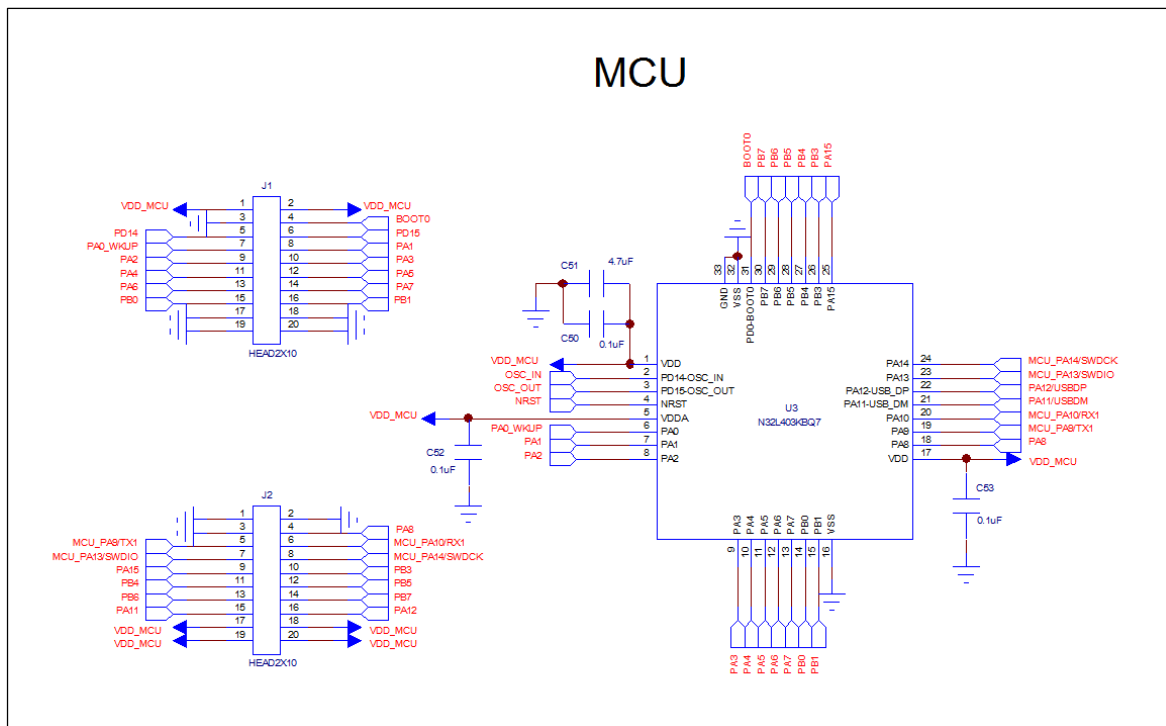 MCU
J1
VDD_MCU 1 2 VDD_MCU
3 4 BOOT0
PD14 5 6 PD15
PA0_WKUP 7 8 PA1
PA2 9 10 PA3
PA4 11 12 PA5
PA6 13 14 PA7
PB0 15 16 PB1
17 18
19 20
HEAD2X10
J2
1 2
3 4 PA8
MCU_PA9/TX1 5 6 MCU_PA10/RX1
MCU_PA13/SWDIO 7 8 MCU_PA14/SWDCK
PA15 9 10 PB3
PB4 11 12 PB5
PB6 13 14 PB7
PA11 15 16 PA12
VDD_MCU 17 18 VDD_MCU
VDD_MCU 19 20 VDD_MCU
HEAD2X10
BOOT0
PB7
PB6
PB5
PB4
PB3
PA15
33 GND
32 VSS
31 PD0-BOOT0
30 PB7
29 PB6
28 PB5
27 PB4
26 PB3
25 PA15
C51 4.7uF
C50 0.1uF
VDD_MCU 1 VDD
OSC_IN 2 PD14-OSC_IN
OSC_OUT 3 PD15-OSC_OUT
NRST 4 NRST
VDD_MCU 5 VDDA
PA0_WKUP 6 PA0
PA1 7 PA1
PA2 8 PA2
C52
0.1uF
U3
N32L403KBQ7
PA14 24 MCU_PA14/SWDCK
PA13 23 MCU_PA13/SWDIO
PA12-USB_DP 22 PA12/USBDP
PA11-USB_DM 21 PA11/USBDM
PA10 20 MCU_PA10/RX1
PA9 19 MCU_PA9/TX1
PA8 18 PA8
VDD 17 VDD_MCU
C53
0.1uF
PA3 9 PA3
PA4 10 PA4
PA5 11 PA5
PA6 12 PA6
PA7 13 PA7
PB0 14 PB0
PB1 15 PB1
VSS 16